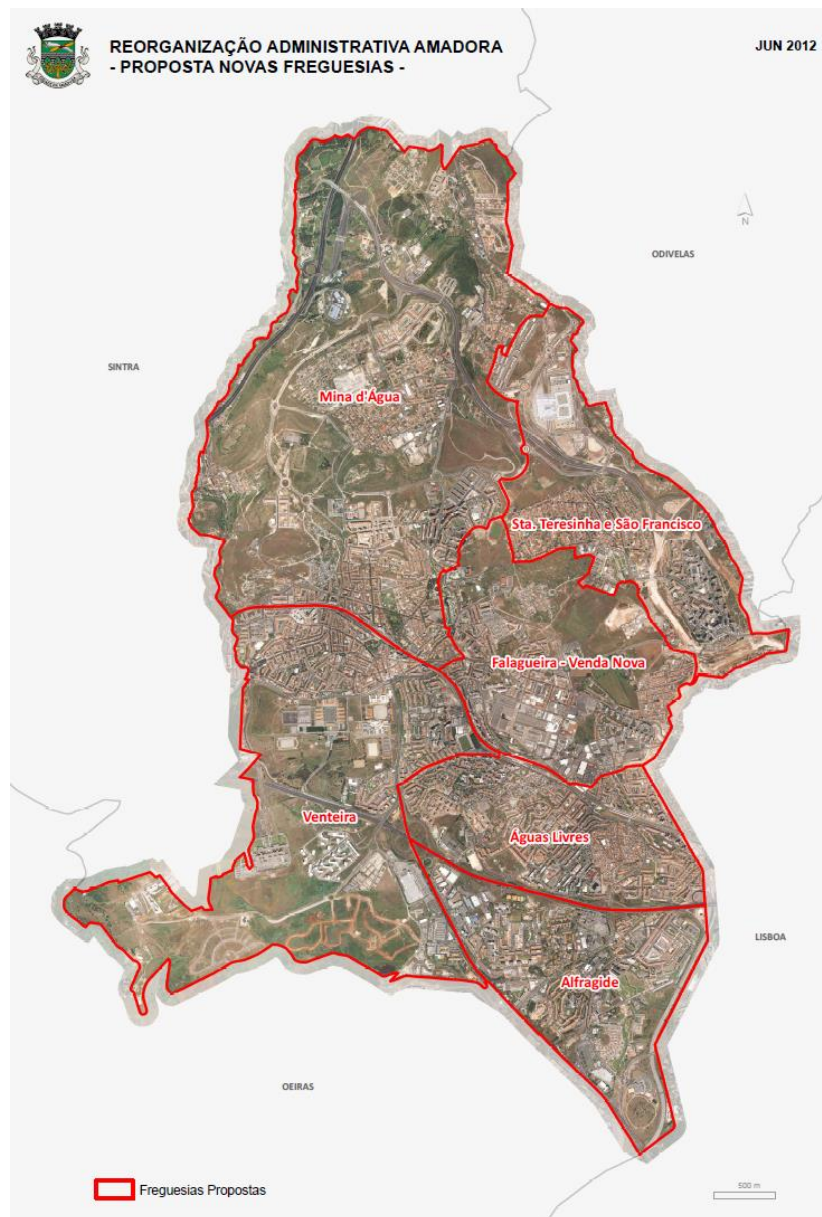 REORGANIZAÇÃO ADMINISTRATIVA AMADORA
- PROPOSTA NOVAS FREGUESIAS -
JUN 2012
N
ODIVELAS
SINTRA
Mina d'Água
Sta. Teresinha e São Francisco
Falagueira - Venda Nova
Venteira
Águas Livres
LISBOA
Alfragide
OEIRAS
Freguesias Propostas
500 m